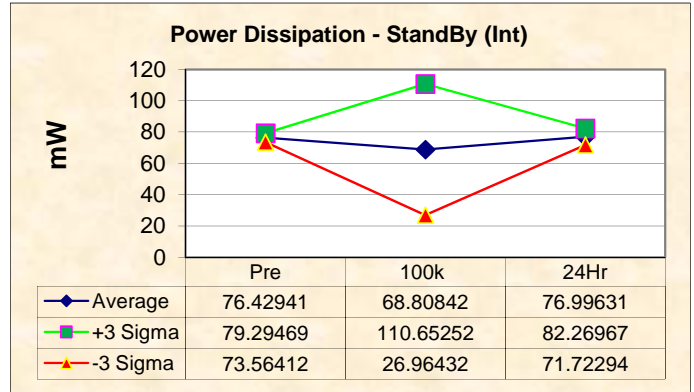 Power Dissipation - StandBy (Int)
mW
120
100
80
60
40
20
0
Pre 100k 24Hr
Average 76.42941 68.80842 76.99631
+3 Sigma 79.29469 110.65252 82.26967
-3 Sigma 73.56412 26.96432 71.72294